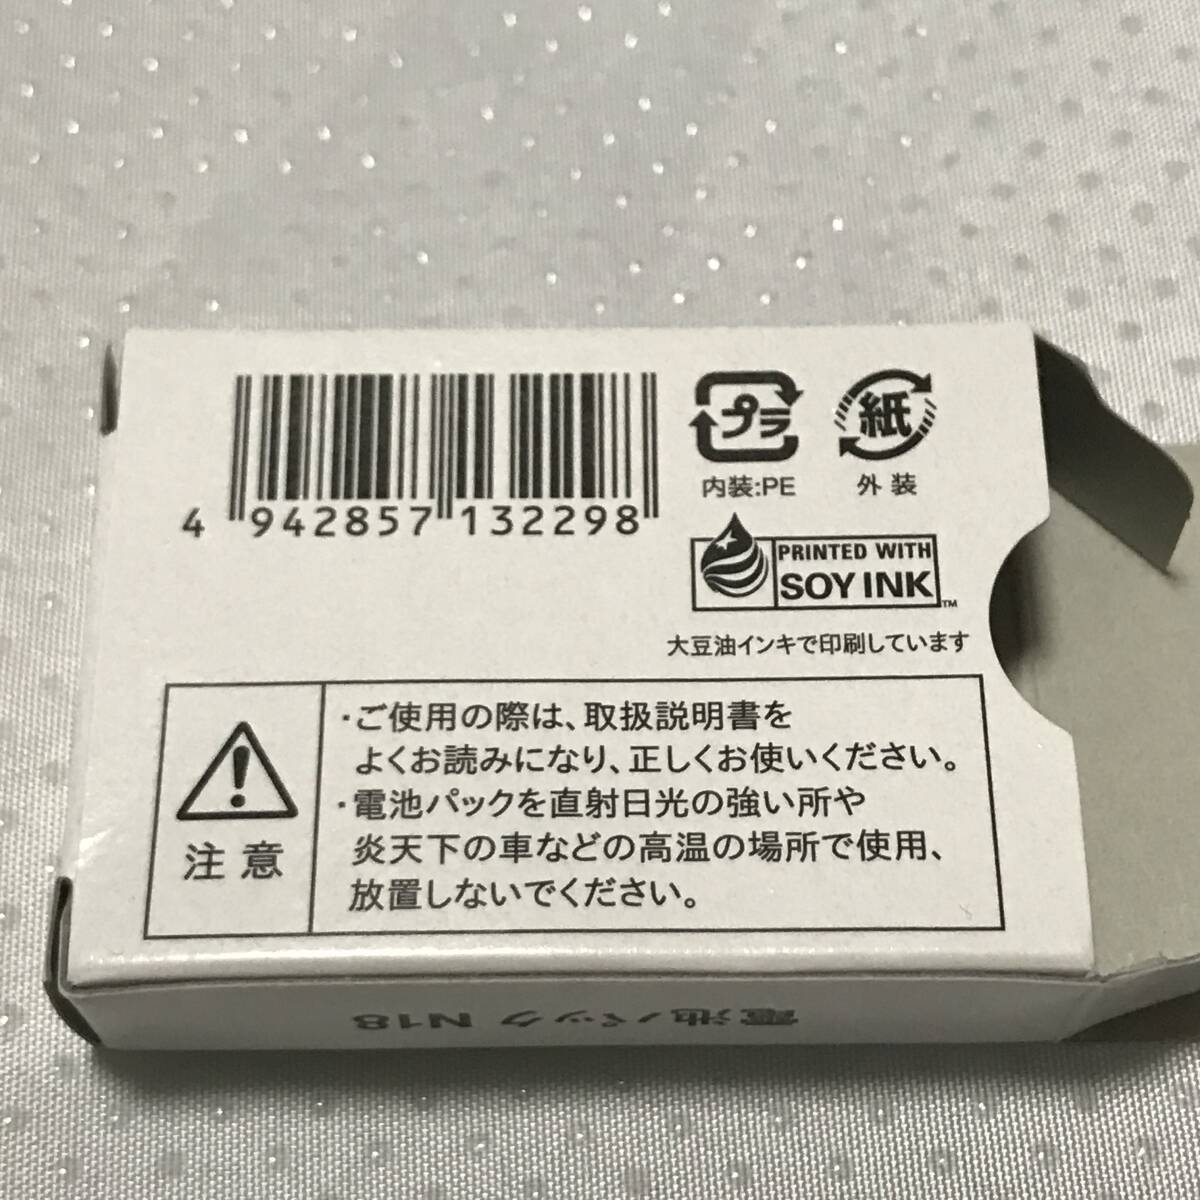 4 942857 132298
プラ
内装:PE
紙
外装
PRINTED WITH
SOY INK™
大豆油インキで印刷しています
注意
・ご使用の際は、取扱説明書を
よくお読みになり、正しくお使いください。
・電池パックを直射日光の強い所や
炎天下の車などの高温の場所で使用、
放置しないでください。
電池パック N18